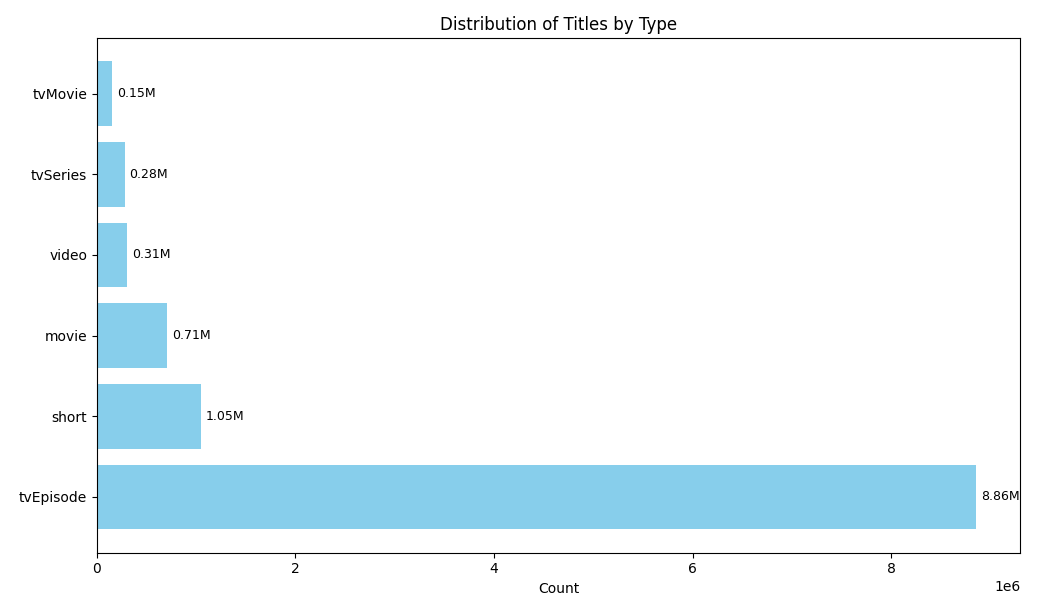 Distribution of Titles by Type
tvMovie 0.15M
tvSeries 0.28M
video 0.31M
movie 0.71M
short 1.05M
tvEpisode 8.86M
0 2 4 6 8
1e6
Count